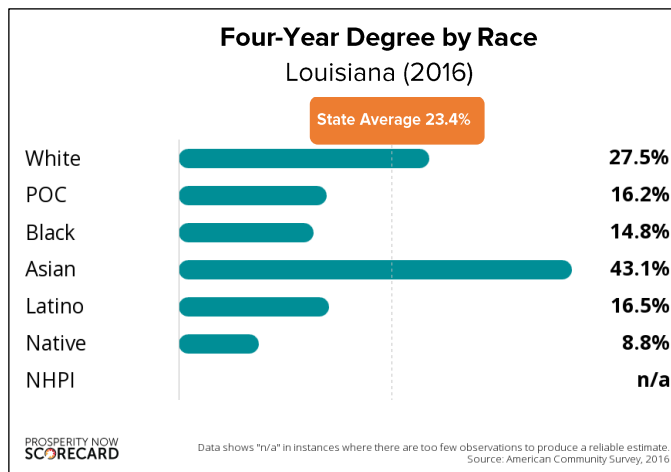 Four-Year Degree by Race
Louisiana (2016)
State Average 23.4%
White 27.5%
POC 16.2%
Black 14.8%
Asian 43.1%
Latino 16.5%
Native 8.8%
NHPI n/a
PROSPERITY NOW
SCORECARD
Data shows "n/a" in instances where there are too few observations to produce a reliable estimate.
Source: American Community Survey, 2016